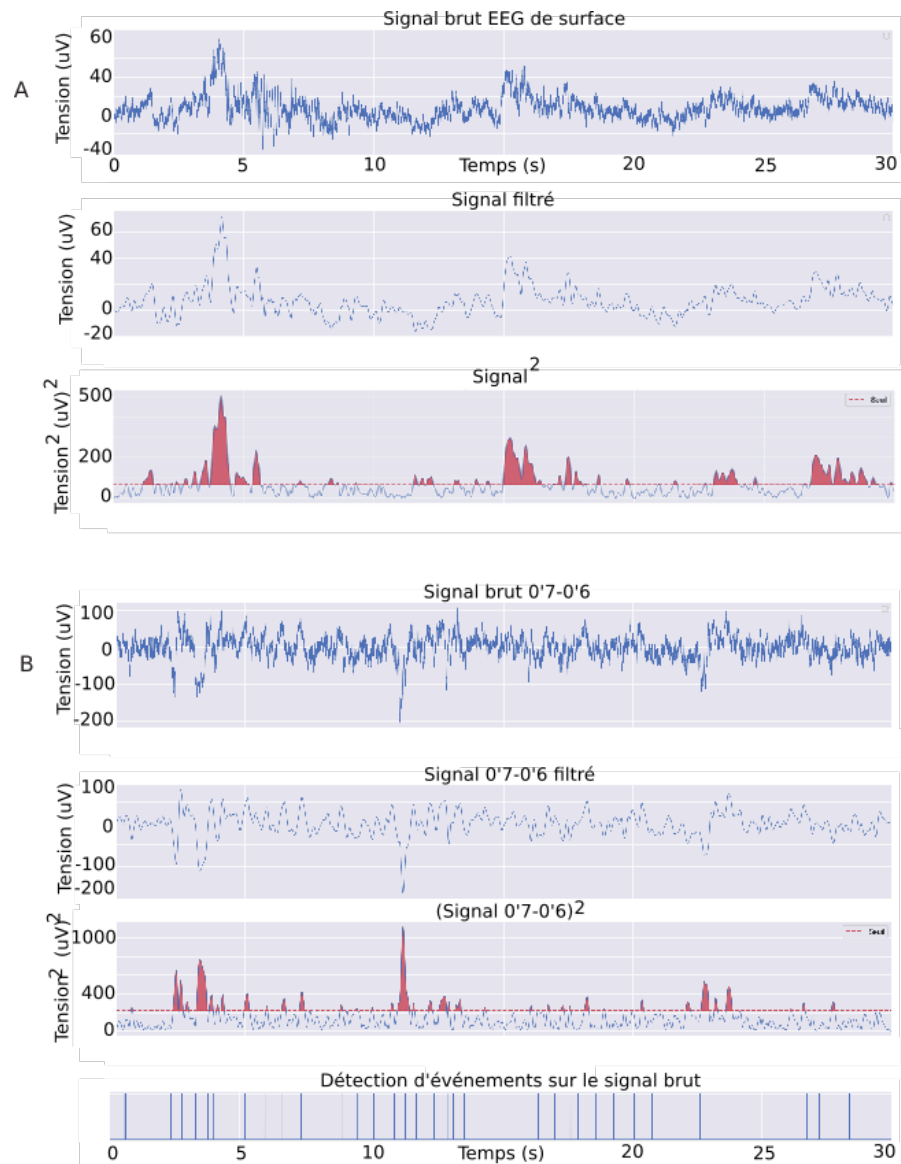 Signal brut EEG de surface
A
Tension (uV)
60
40
0
-40
0 5 10 Temps (s) 20 25 30
Signal filtré
Tension (uV)
60
40
0
-20
Signal²
Tension² (uV)²
500
200
0
Seuil
Signal brut 0'7-0'6
B
Tension (uV)
100
0
-100
-200
Signal 0'7-0'6 filtré
Tension (uV)
100
0
-100
-200
(Signal 0'7-0'6)²
Tension² (uV)²
1000
400
0
Seuil
Détection d'événements sur le signal brut
0 5 10 Temps (s) 20 25 30